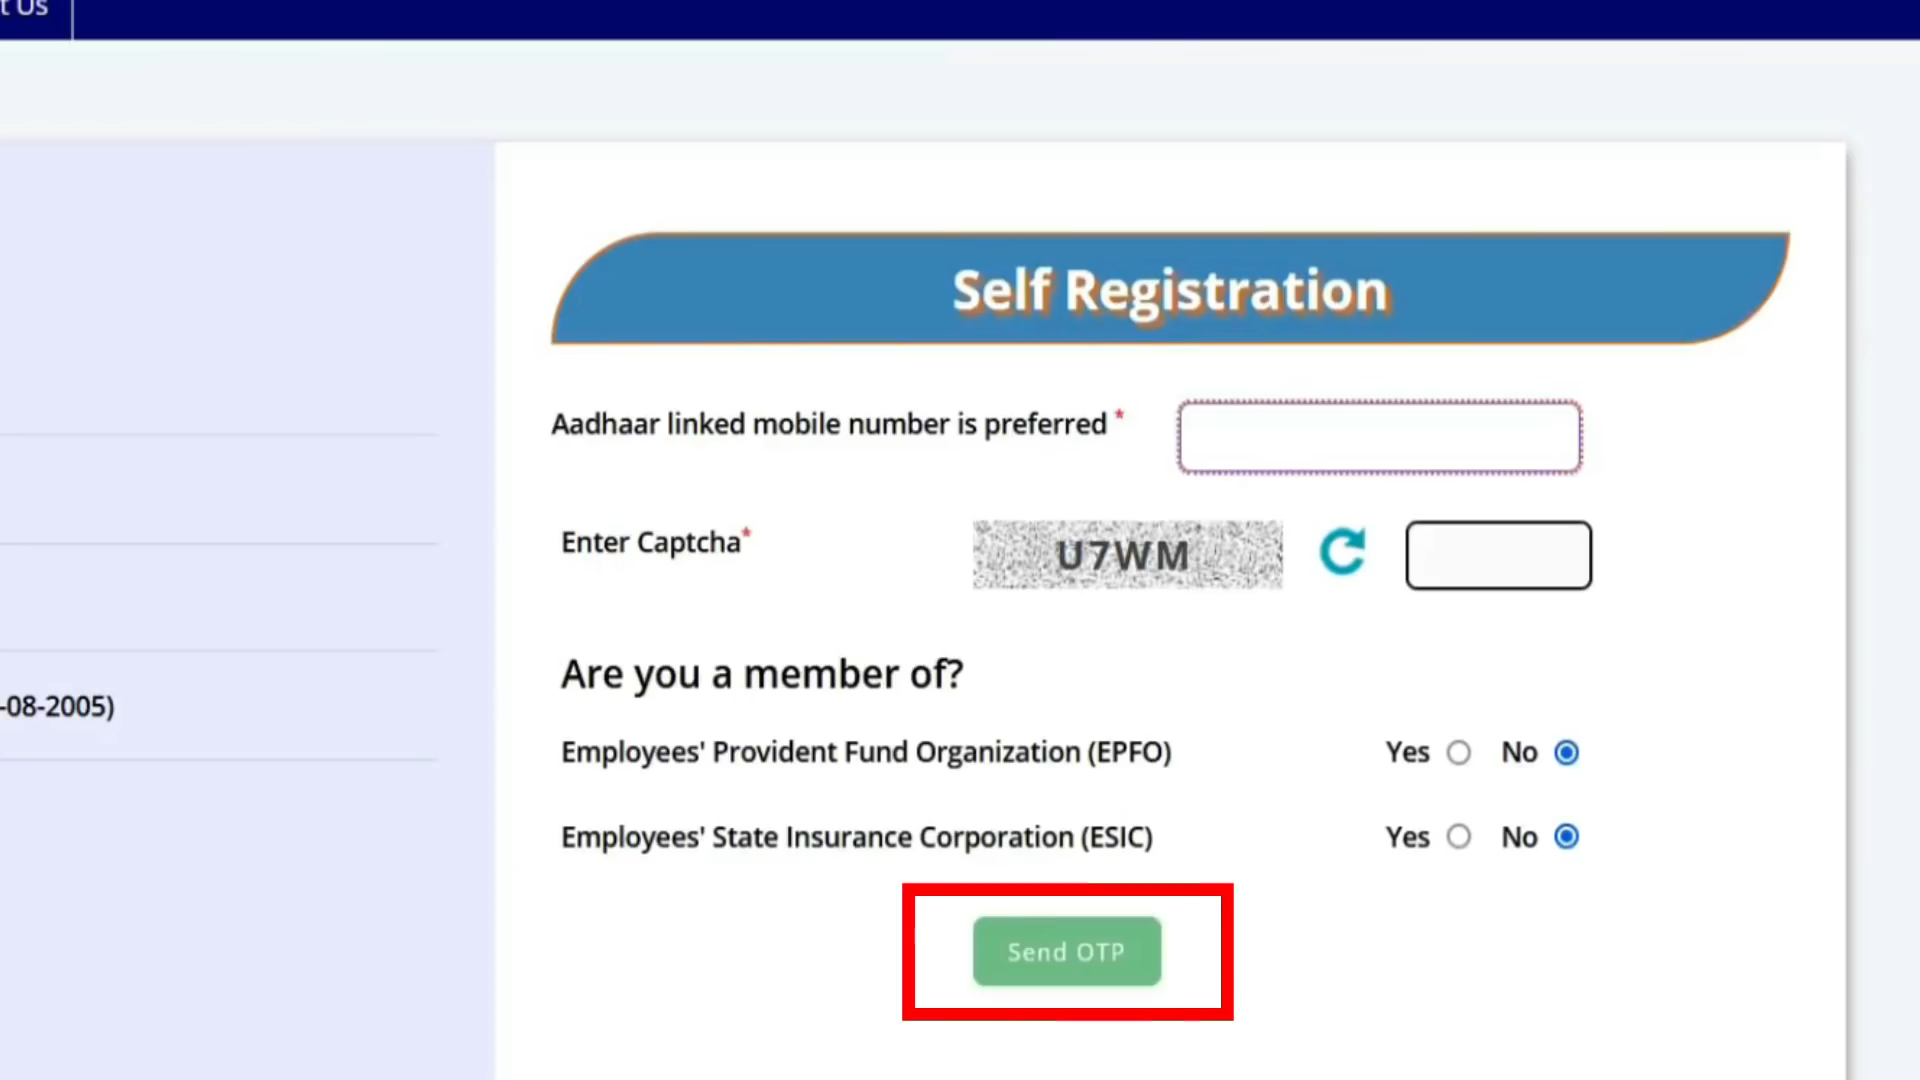 t Us
Self Registration
Aadhaar linked mobile number is preferred *
Enter Captcha* U7WM
Are you a member of?
-08-2005)
Employees' Provident Fund Organization (EPFO) Yes No
Employees' State Insurance Corporation (ESIC) Yes No
Send OTP